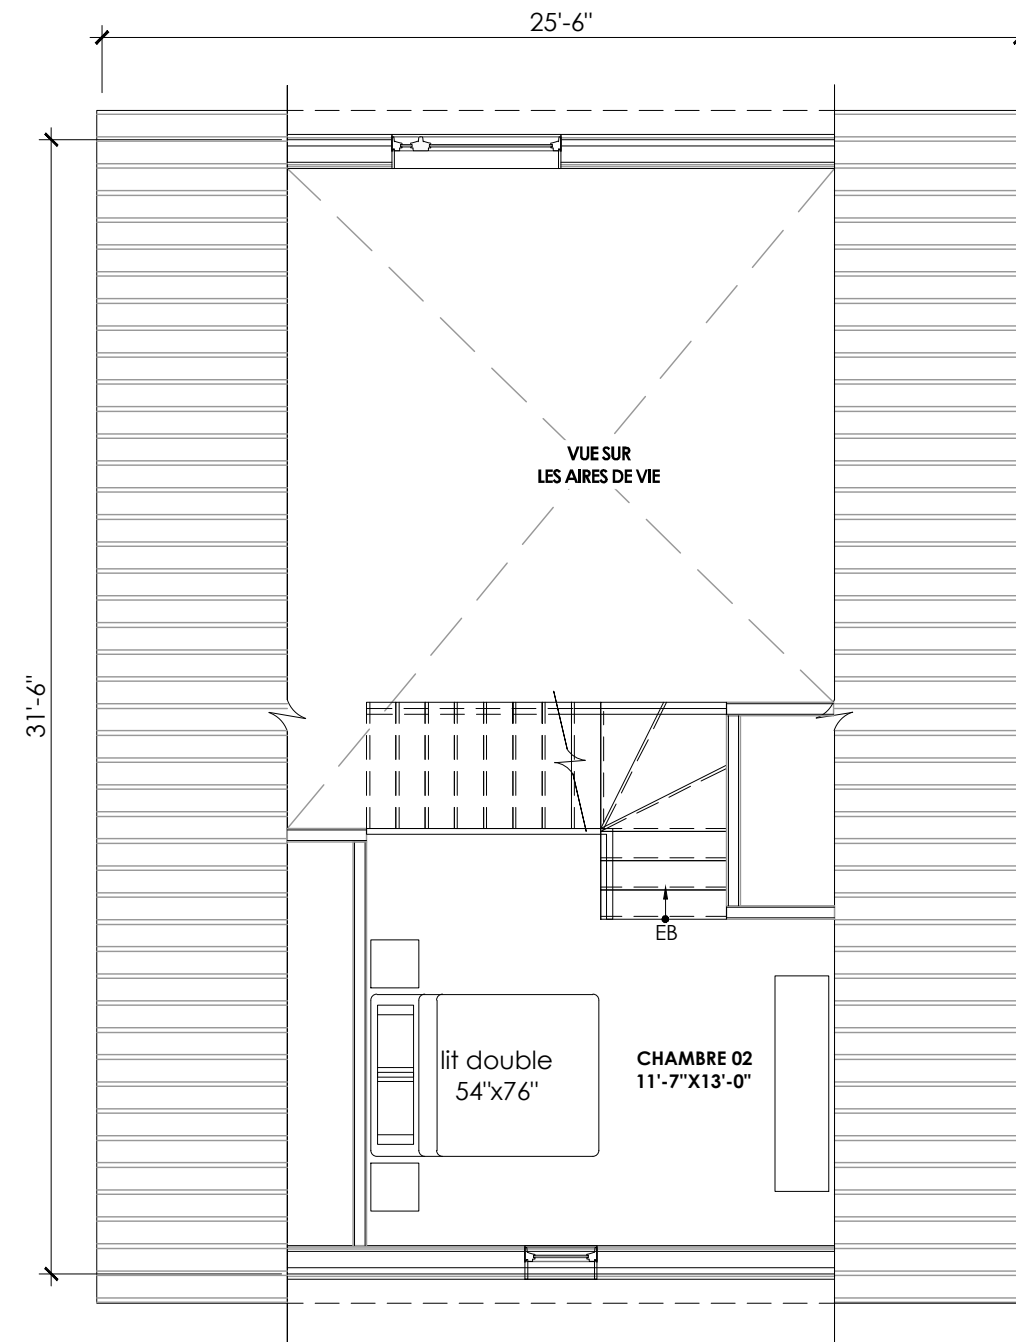 25'-6"
VUE SUR
LES AIRES DE VIE
31'-6"
EB
lit double
54"x76"
CHAMBRE 02
11'-7"X13'-0"